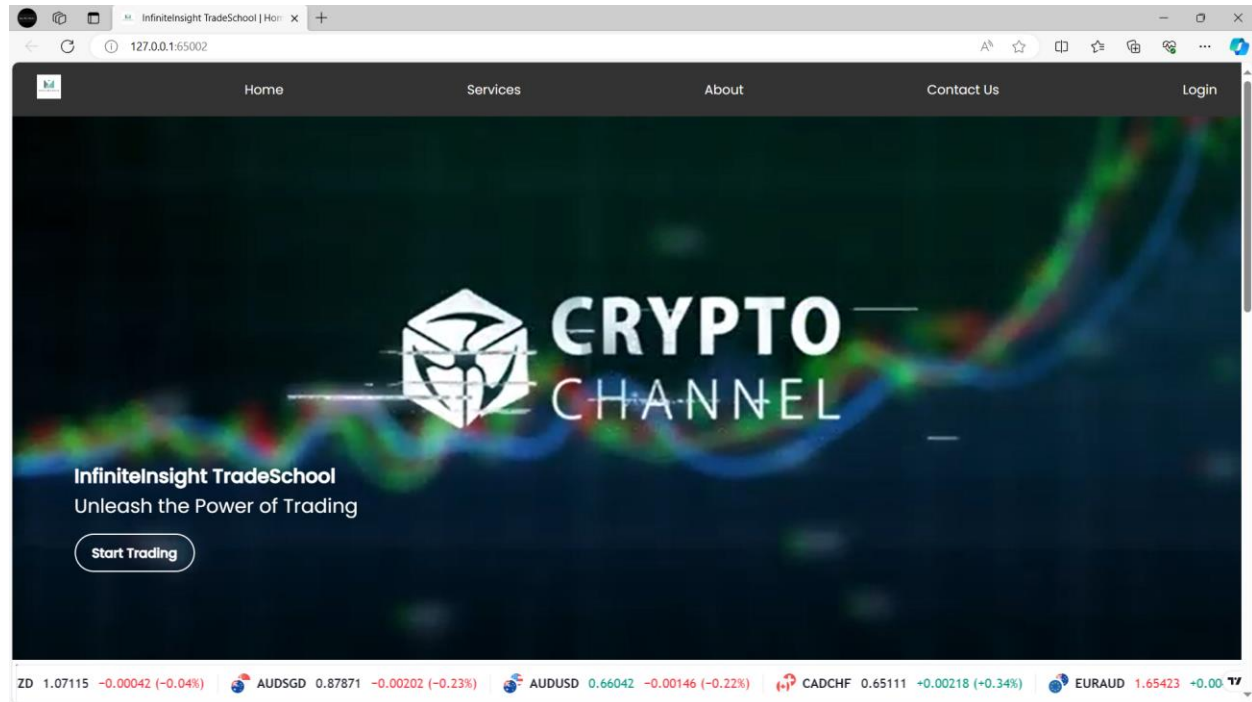 InfiniteInsight TradeSchool | Hom
127.0.0.1:65002
Home Services About Contact Us Login
CRYPTO
CHANNEL
InfiniteInsight TradeSchool
Unleash the Power of Trading
Start Trading
ZD 1.07115 −0.00042 (−0.04%) AUDSGD 0.87871 −0.00202 (−0.23%) AUDUSD 0.66042 −0.00146 (−0.22%) CADCHF 0.65111 +0.00218 (+0.34%) EURAUD 1.65423 +0.00